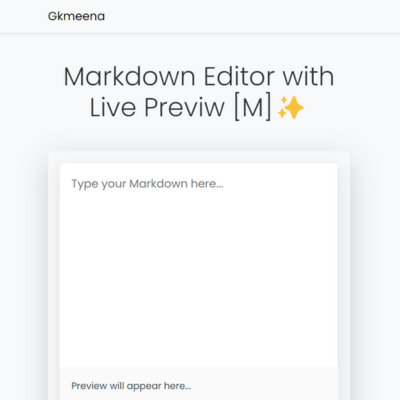 Gkmeena
Markdown Editor with
Live Previw [M]✨
Type your Markdown here...
Preview will appear here...